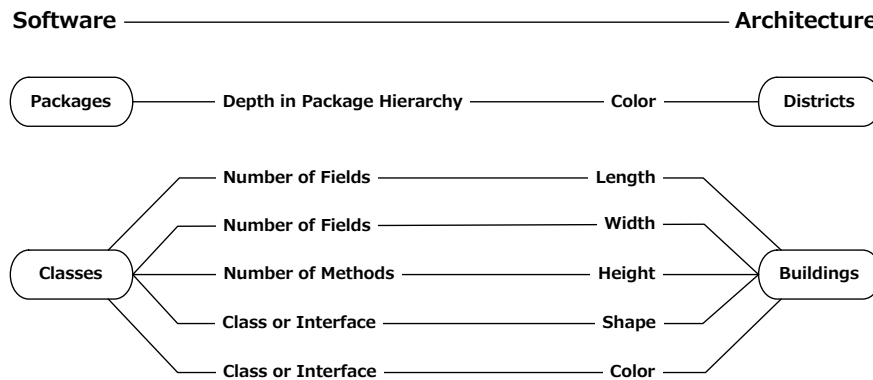 Software Architecture
Packages Depth in Package Hierarchy Color Districts
Number of Fields Length
Number of Fields Width
Classes Number of Methods Height Buildings
Class or Interface Shape
Class or Interface Color